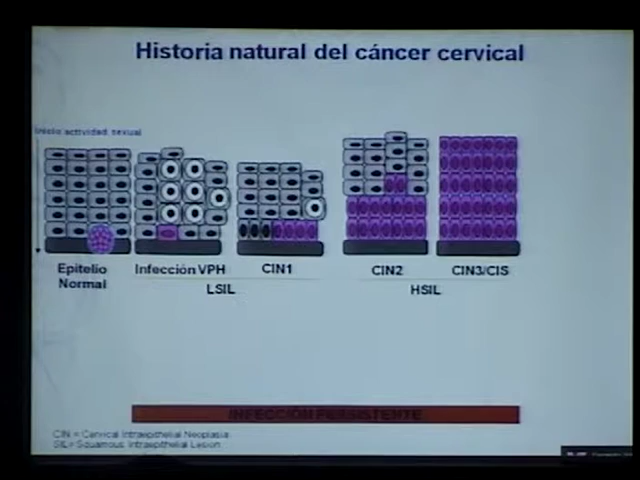 Historia natural del cáncer cervical
Inicio actividad sexual
Epitelio
Normal
Infección VPH
CIN1
CIN2
CIN3/CIS
LSIL
HSIL
INFECCIÓN PERSISTENTE
CIN = Cervical Intraepithelial Neoplasia
SIL= Squamous Intraepithelial Lesion